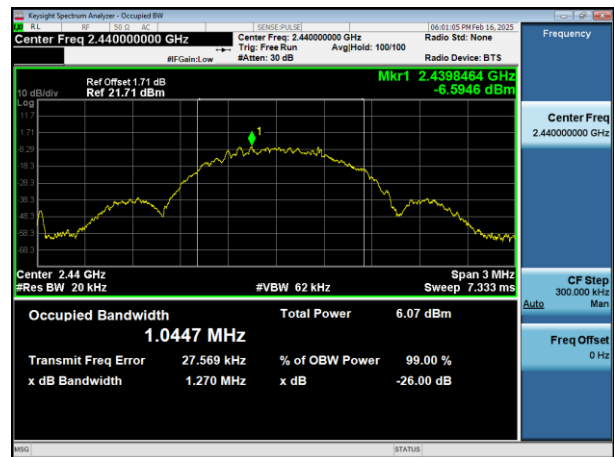 Keysight Spectrum Analyzer - Occupied BW
RL RF 50 Ω AC SENSE:PULSE 06:01:05 PM Feb 16, 2025
Center Freq 2.440000000 GHz Center Freq: 2.440000000 GHz Radio Std: None
Trig: Free Run Avg|Hold: 100/100
#IFGain:Low #Atten: 30 dB Radio Device: BTS
Frequency
Ref Offset 1.71 dB Mkr1 2.4398464 GHz
10 dB/div Ref 21.71 dBm -6.5946 dBm
Log
11.7
1.71
-8.29
-18.3
-28.3
-38.3
-48.3
-58.3
-68.3
1
Center 2.44 GHz Span 3 MHz
#Res BW 20 kHz #VBW 62 kHz Sweep 7.333 ms
Occupied Bandwidth Total Power 6.07 dBm
1.0447 MHz
Transmit Freq Error 27.569 kHz % of OBW Power 99.00 %
x dB Bandwidth 1.270 MHz x dB -26.00 dB
Center Freq
2.440000000 GHz
CF Step
300.000 kHz
Auto Man
Freq Offset
0 Hz
MSG STATUS